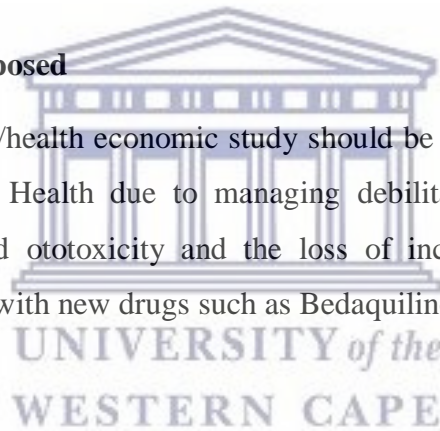 posed
/health economic study should be
Health due to managing debilita
d ototoxicity and the loss of inc
with new drugs such as Bedaquilin
UNIVERSITY of the
WESTERN CAPE